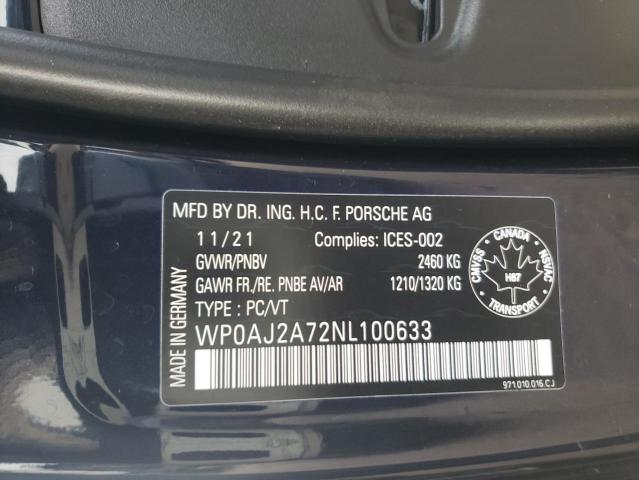 MFD BY DR. ING. H.C. F. PORSCHE AG
11/21 Complies: ICES-002
GVWR/PNBV 2460 KG
GAWR FR./RE. PNBE AV/AR 1210/1320 KG
TYPE : PC/VT
WP0AJ2A72NL100633
MADE IN GERMANY
CANADA
CMVSS
NSVAC
H87
TRANSPORT
971.010.016.CJ